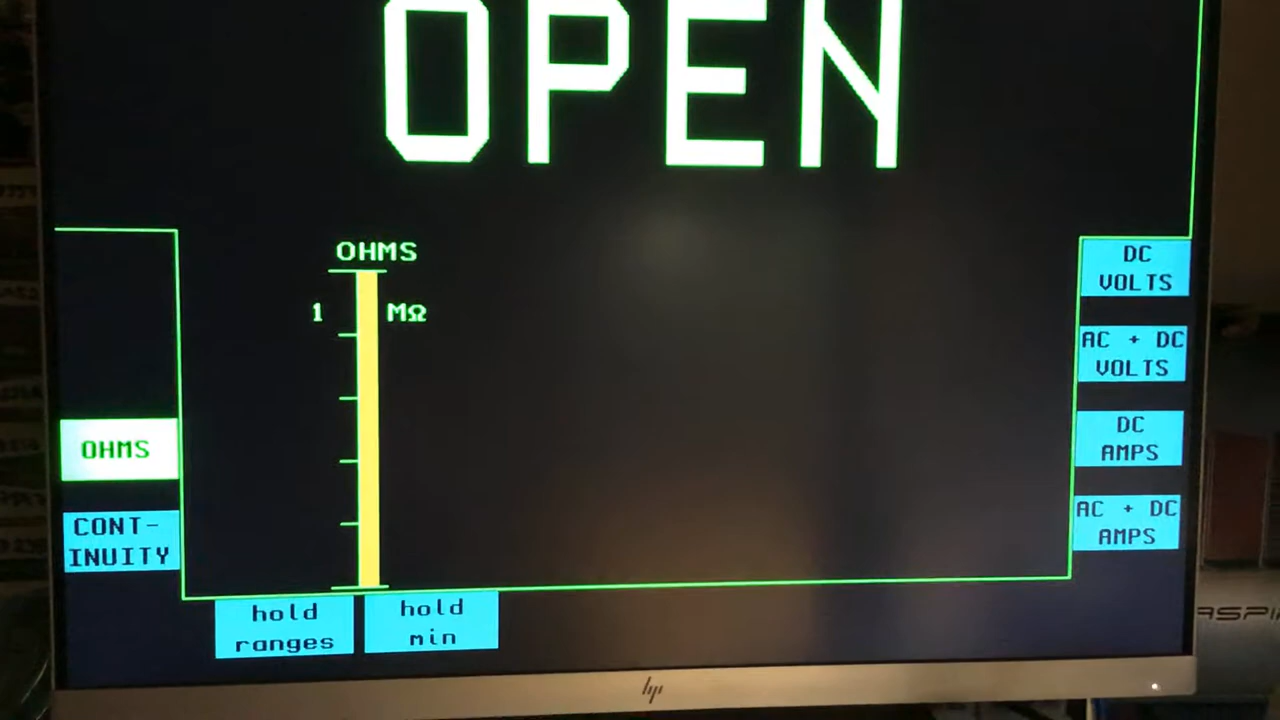 OPEN
OHMS
1 MΩ
DC
VOLTS
AC + DC
VOLTS
DC
AMPS
AC + DC
AMPS
OHMS
CONT-
INUITY
hold
ranges
hold
min
hp